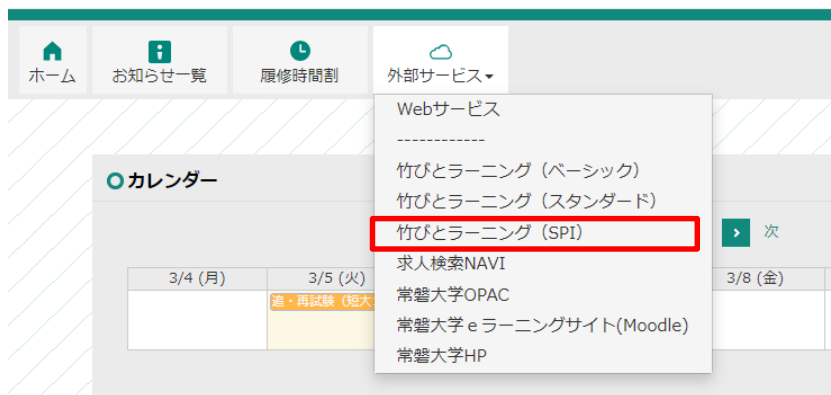 ホーム お知らせ一覧 履修時間割 外部サービス▾
Webサービス
------------
竹びとラーニング（ベーシック）
カレンダー
竹びとラーニング（スタンダード）
竹びとラーニング（SPI） 次
求人検索NAVI
3/4 (月) 3/5 (火) 3/8 (金)
追・再試験（短大
常磐大学OPAC
常磐大学ｅラーニングサイト(Moodle)
常磐大学HP